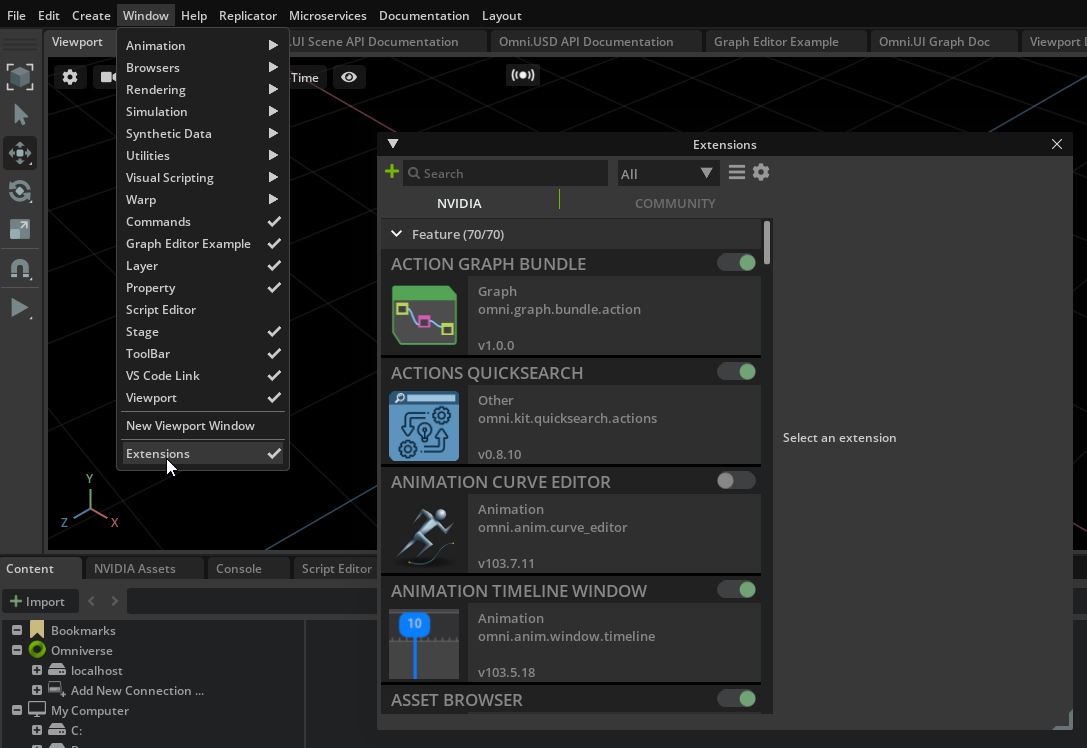 File Edit Create Window Help Replicator Microservices Documentation Layout
Viewport
.UI Scene API Documentation
Omni.USD API Documentation
Graph Editor Example
Omni.UI Graph Doc
Viewport
Time
Animation
Browsers
Rendering
Simulation
Synthetic Data
Utilities
Visual Scripting
Warp
Commands
Graph Editor Example
Layer
Property
Script Editor
Stage
ToolBar
VS Code Link
Viewport
New Viewport Window
Extensions
Y
Z
X
Extensions
Search
All
NVIDIA
COMMUNITY
Feature (70/70)
ACTION GRAPH BUNDLE
Graph
omni.graph.bundle.action
v1.0.0
ACTIONS QUICKSEARCH
Other
omni.kit.quicksearch.actions
v0.8.10
ANIMATION CURVE EDITOR
Animation
omni.anim.curve_editor
v103.7.11
ANIMATION TIMELINE WINDOW
10
Animation
omni.anim.window.timeline
v103.5.18
ASSET BROWSER
Select an extension
Content
NVIDIA Assets
Console
Script Editor
Import
Bookmarks
Omniverse
localhost
Add New Connection ...
My Computer
C: